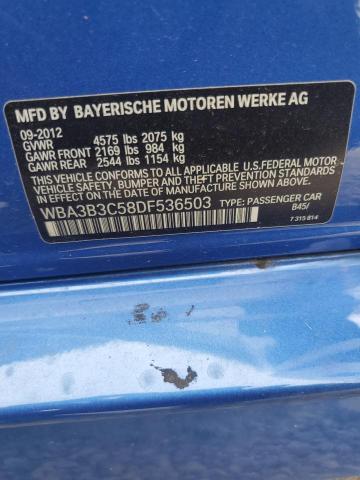 MFD BY BAYERISCHE MOTOREN WERKE AG
09-2012
GVWR 4575 lbs 2075 kg
GAWR FRONT 2169 lbs 984 kg
GAWR REAR 2544 lbs 1154 kg
THIS VEHICLE CONFORMS TO ALL APPLICABLE U.S.FEDERAL MOTOR
VEHICLE SAFETY, BUMPER, AND THEFT PREVENTION STANDARDS IN
EFFECT ON THE DATE OF MANUFACTURE SHOWN ABOVE.
WBA3B3C58DF536503 TYPE: PASSENGER CAR
B45/
7 315 814